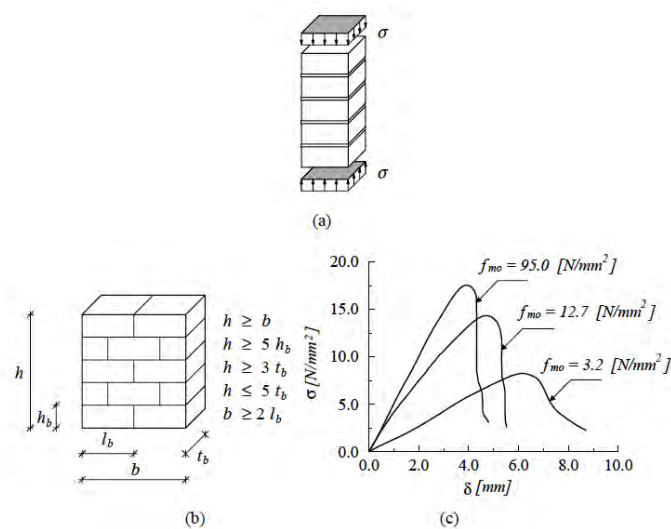 σ
σ
(a)
h ≥ b
h ≥ 5 h_b
h ≥ 3 t_b
h ≤ 5 t_b
b ≥ 2 l_b
h
h_b
l_b
b
t_b
(b)
20.0
15.0
10.0
5.0
0.0 2.0 4.0 6.0 8.0 10.0
σ [N/mm²]
δ [mm]
f_mo = 95.0 [N/mm²]
f_mo = 12.7 [N/mm²]
f_mo = 3.2 [N/mm²]
(c)